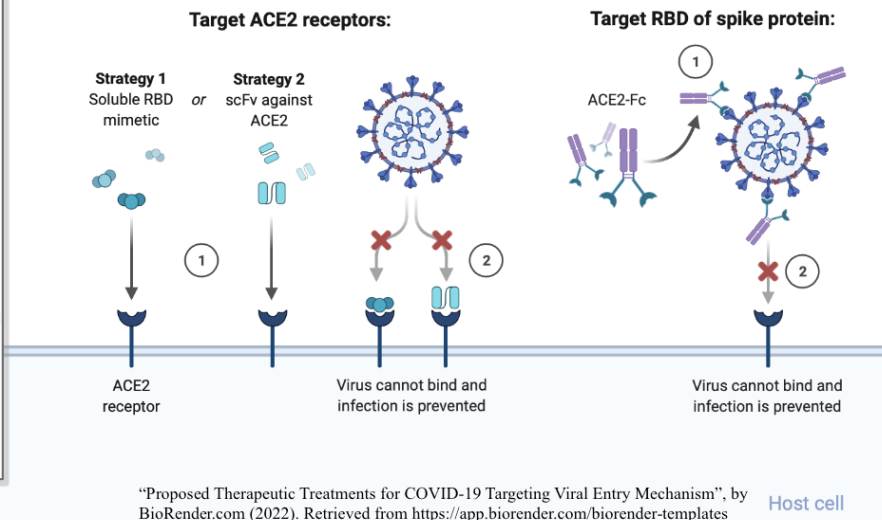 Target ACE2 receptors:
Target RBD of spike protein:
Strategy 1
Soluble RBD
mimetic
or
Strategy 2
scFv against
ACE2
ACE2-Fc
1
1
2
2
ACE2
receptor
Virus cannot bind and
infection is prevented
Virus cannot bind and
infection is prevented
“Proposed Therapeutic Treatments for COVID-19 Targeting Viral Entry Mechanism”, by
BioRender.com (2022). Retrieved from https://app.biorender.com/biorender-templates
Host cell